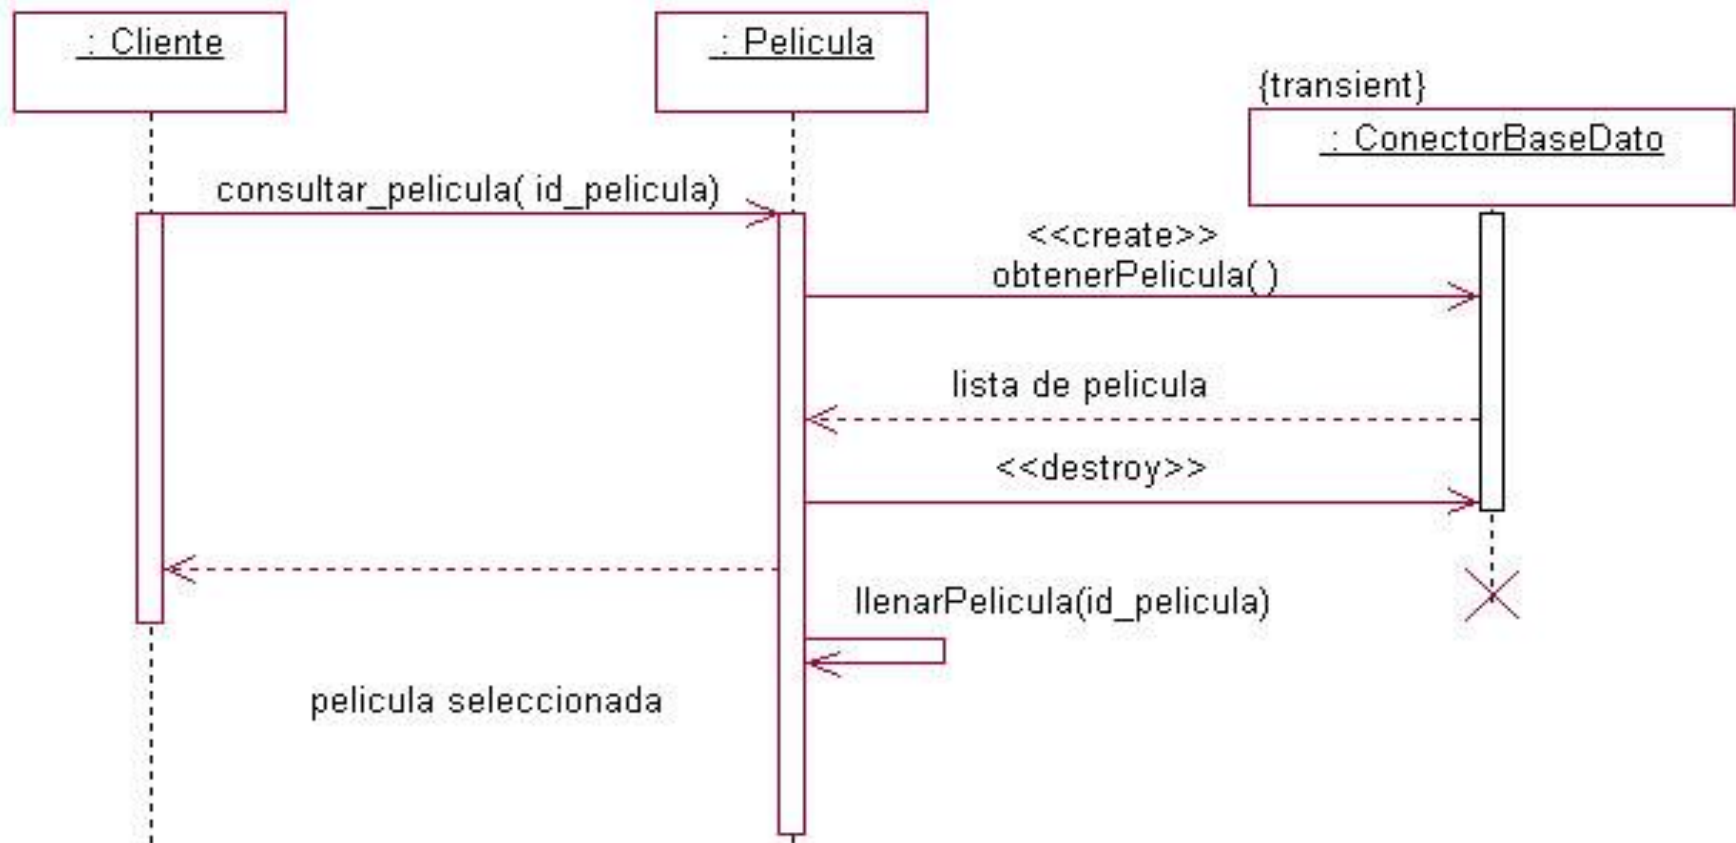 : Cliente
: Pelicula
{transient}
: ConectorBaseDato
consultar_pelicula( id_pelicula)
<<create>>
obtenerPelicula( )
lista de pelicula
<<destroy>>
llenarPelicula(id_pelicula)
pelicula seleccionada